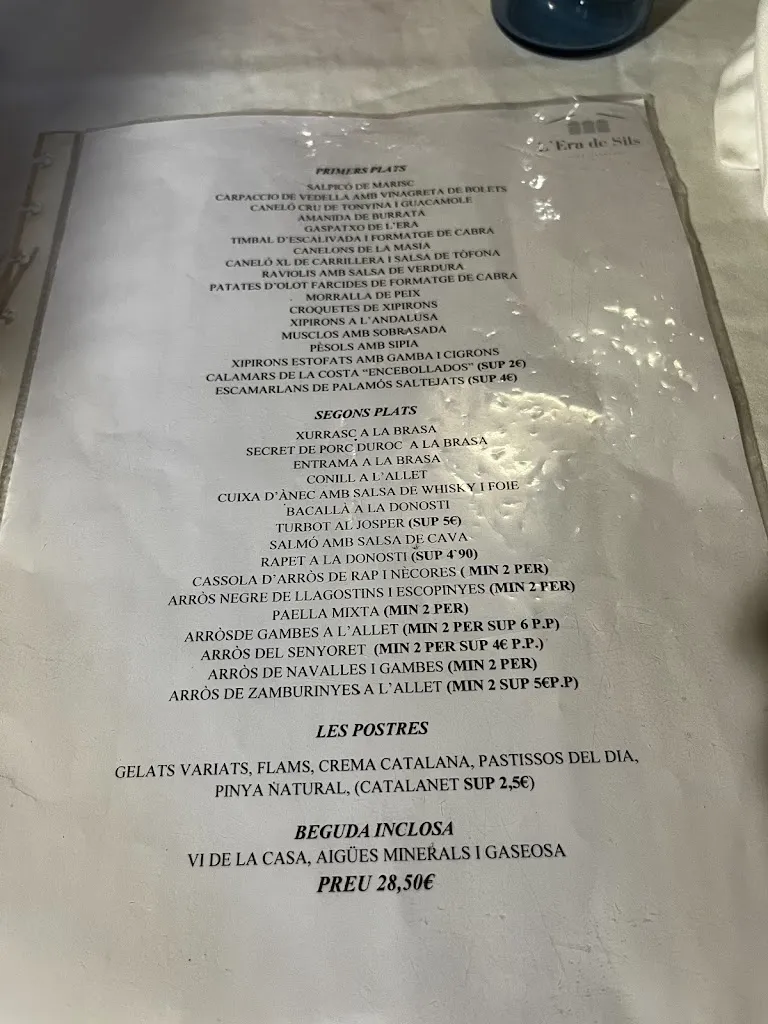 L'Era de Sils
PRIMERS PLATS
SALPICÓ DE MARISC
CARPACCIO DE VEDELLA AMB VINAGRETA DE BOLETS
CANELÓ CRU DE TONYINA I GUACAMOLE
AMANIDA DE BURRATA
GASPATXO DE L'ERA
TIMBAL D'ESCALIVADA I FORMATGE DE CABRA
CANELONS DE LA MASÍA
CANELÓ XL DE CARRILLERA I SALSA DE TÒFONA
RAVIOLIS AMB SALSA DE VERDURA
PATATES D'OLOT FARCIDES DE FORMATGE DE CABRA
MORRALLA DE PEIX
CROQUETES DE XIPIRONS
XIPIRONS A L'ANDALUSA
MUSCLOS AMB SOBRASADA
PÈSOLS AMB SIPIA
XIPIRONS ESTOFATS AMB GAMBA I CIGRONS
CALAMARS DE LA COSTA "ENCEBOLLADOS" (SUP 2€)
ESCAMARLANS DE PALAMÓS SALTEJATS (SUP 4€)
SEGONS PLATS
XURRASC A LA BRASA
SECRET DE PORC DUROC A LA BRASA
ENTRAMA A LA BRASA
CONILL A L'ALLET
CUIXA D'ÀNEC AMB SALSA DE WHISKY I FOIE
BACALLÀ A LA DONOSTI
TURBOT AL JOSPER (SUP 5€)
SALMÓ AMB SALSA DE CAVA
RAPET A LA DONOSTI (SUP 4`90)
CASSOLA D'ARRÒS DE RAP I NÈCORES ( MIN 2 PER)
ARRÒS NEGRE DE LLAGOSTINS I ESCOPINYES (MIN 2 PER)
PAELLA MIXTA (MIN 2 PER)
ARRÒSDE GAMBES A L'ALLET (MIN 2 PER SUP 6 P.P)
ARRÒS DEL SENYORET (MIN 2 PER SUP 4€ P.P.)
ARRÒS DE NAVALLES I GAMBES (MIN 2 PER)
ARRÒS DE ZAMBURINYES A L'ALLET (MIN 2 SUP 5€P.P)
LES POSTRES
GELATS VARIATS, FLAMS, CREMA CATALANA, PASTISSOS DEL DIA,
PINYA NATURAL, (CATALANET SUP 2,5€)
BEGUDA INCLOSA
VI DE LA CASA, AIGÜES MINERALS I GASEOSA
PREU 28,50€